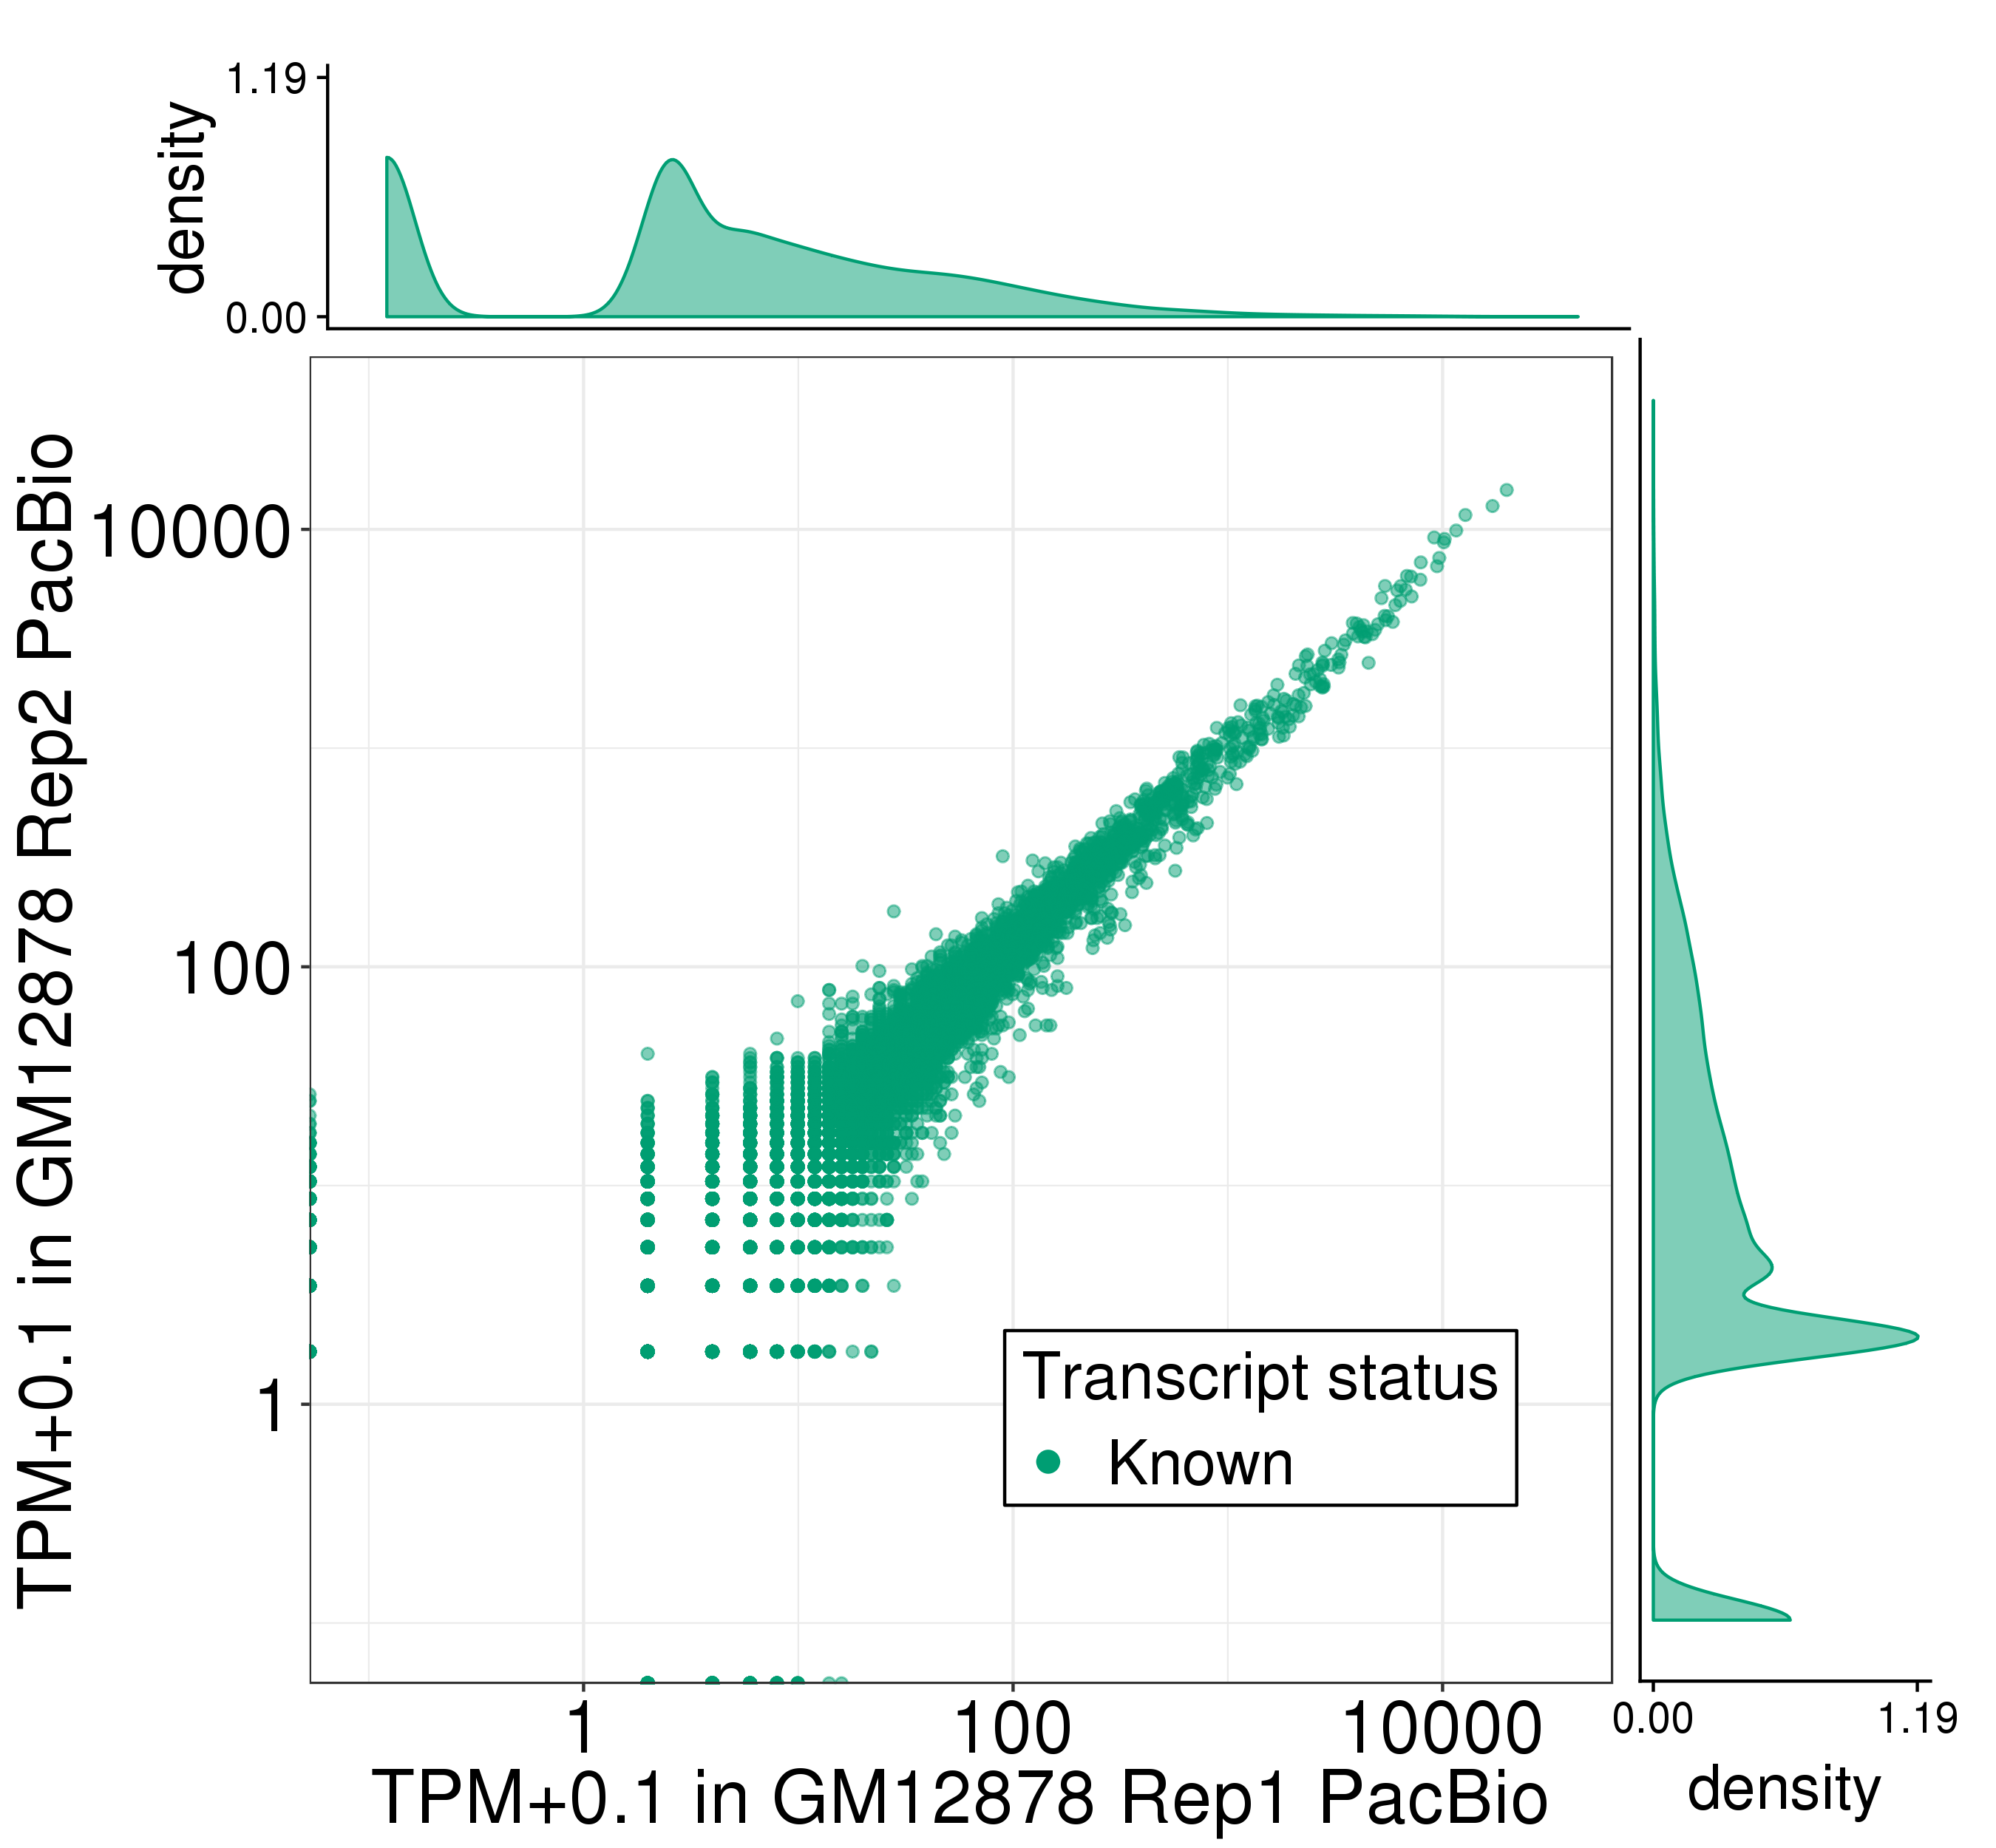 1.19
density
0.00
TPM+0.1 in GM12878 Rep2 PacBio
10000
100
1
Transcript status
Known
1
100
10000
TPM+0.1 in GM12878 Rep1 PacBio
0.00
1.19
density